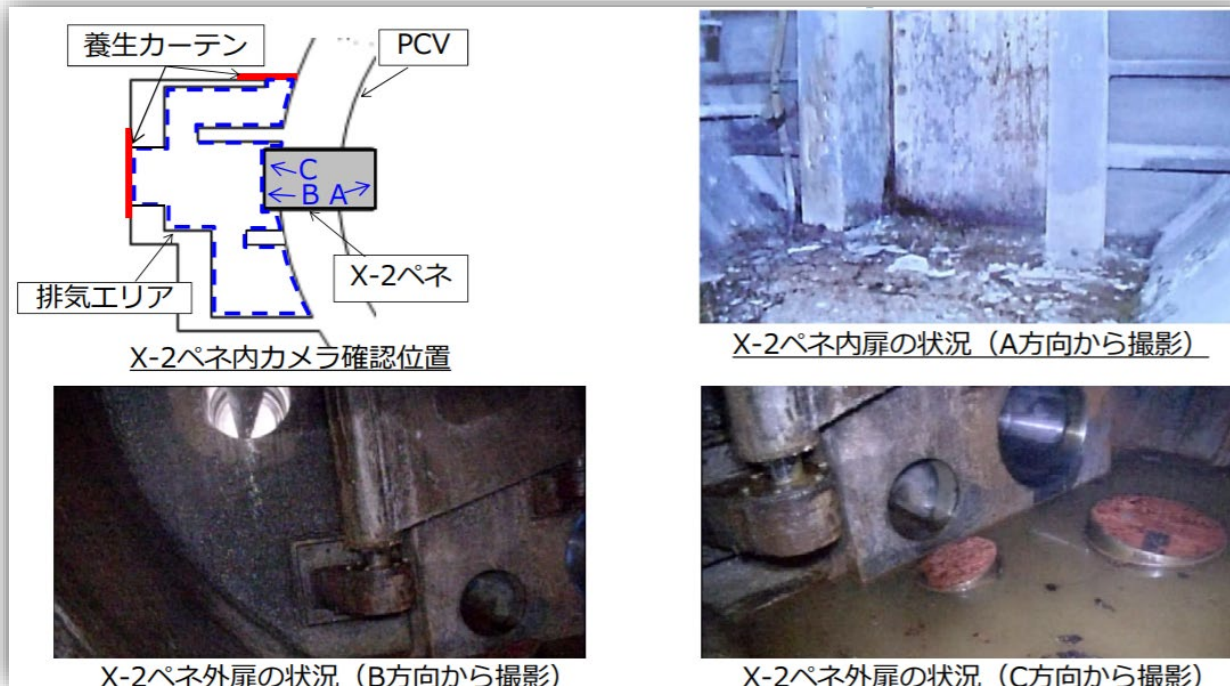 養生カーテン
PCV
C
B A
X-2ペネ
排気エリア
X-2ペネ内カメラ確認位置
X-2ペネ内扉の状況（A方向から撮影）
X-2ペネ外扉の状況（B方向から撮影）
X-2ペネ外扉の状況（C方向から撮影）